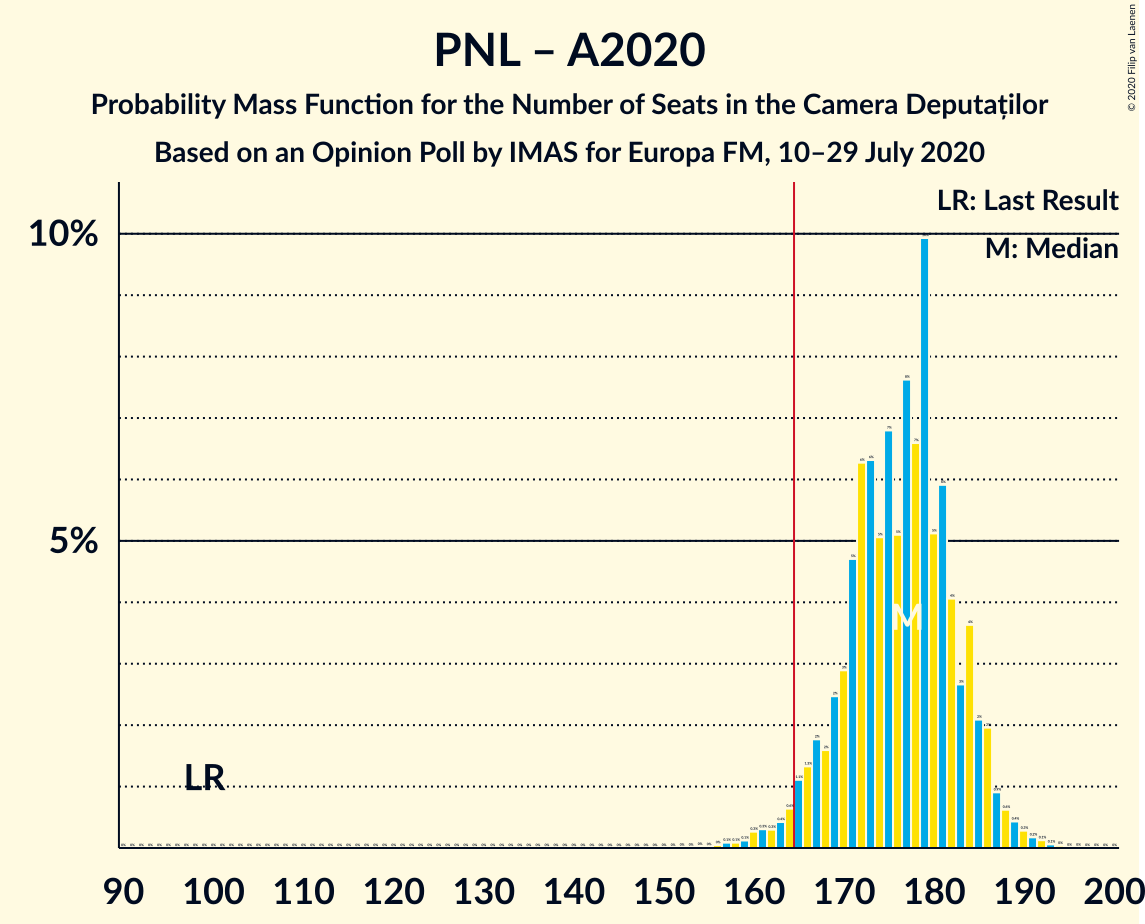 PNL – A2020
Probability Mass Function for the Number of Seats in the Camera Deputaților
Based on an Opinion Poll by IMAS for Europa FM, 10–29 July 2020
© 2020 Filip van Laenen
LR: Last Result
M: Median
10%
5%
LR
M
90 100 110 120 130 140 150 160 170 180 190 200